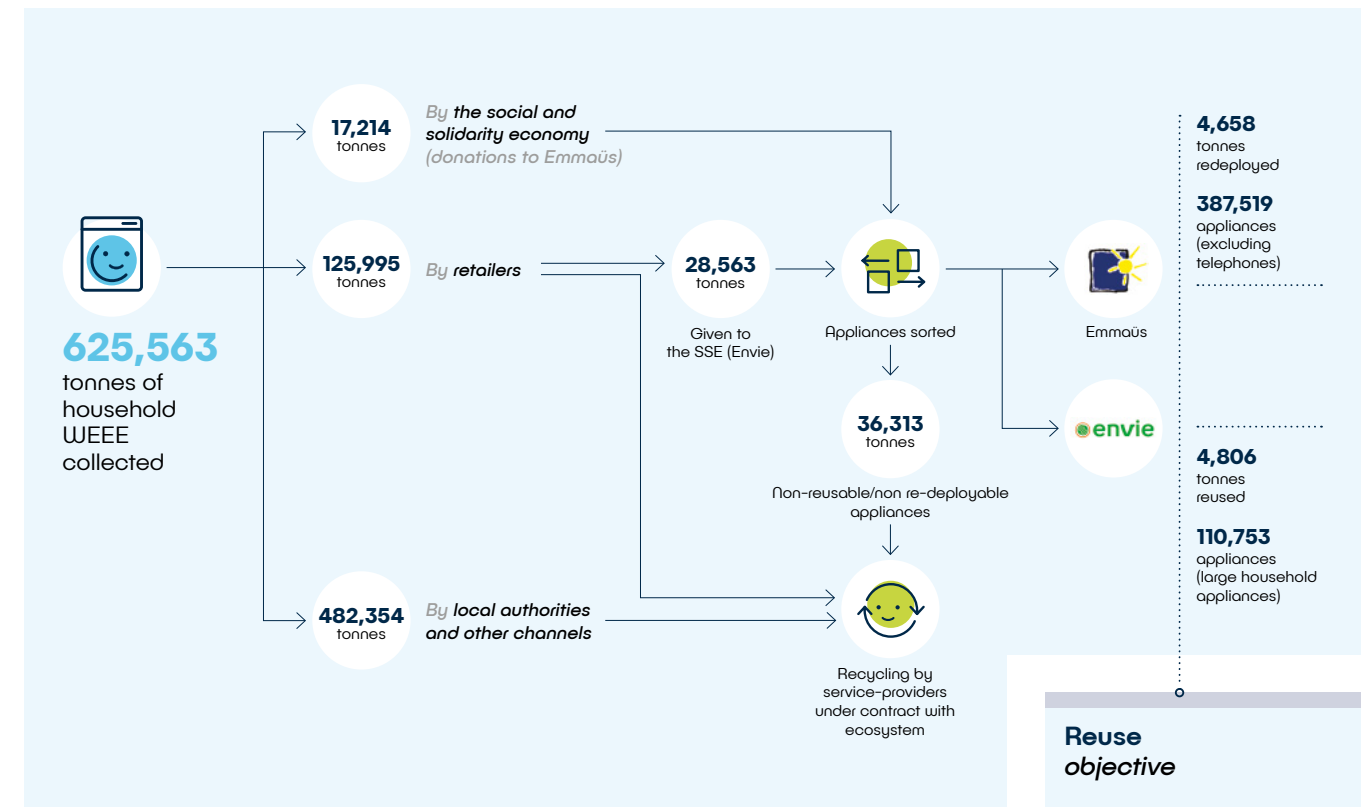 17,214
tonnes
By the social and
solidarity economy
(donations to Emmaüs)
625,563
tonnes of
household
WEEE
collected
125,995
tonnes
By retailers
28,563
tonnes
Given to
the SSE (Envie)
Appliances sorted
Emmaüs
36,313
tonnes
Non-reusable/non re-deployable
appliances
envie
482,354
tonnes
By local authorities
and other channels
Recycling by
service-providers
under contract with
ecosystem
4,658
tonnes
redeployed
387,519
appliances
(excluding
telephones)
4,806
tonnes
reused
110,753
appliances
(large household
appliances)
Reuse
objective